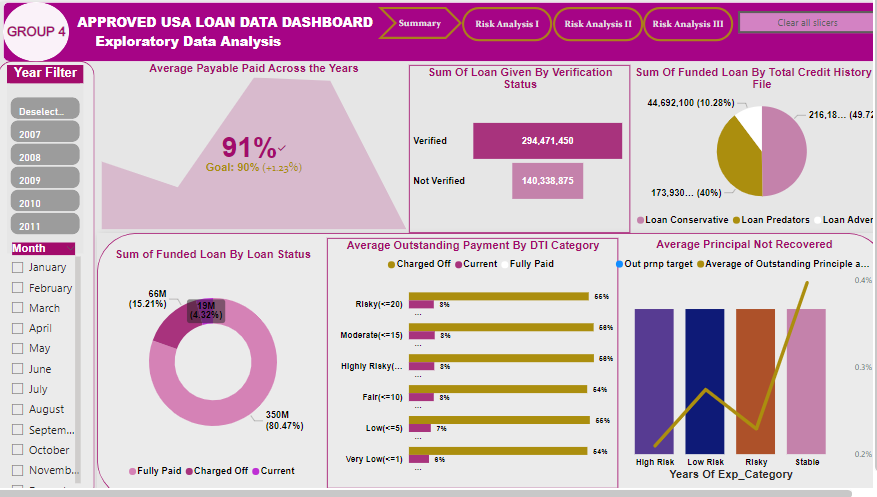 GROUP 4
APPROVED USA LOAN DATA DASHBOARD
Exploratory Data Analysis
Summary
Risk Analysis I
Risk Analysis II
Risk Analysis III
Clear all slicers
Year Filter
Deselect...
2007
2008
2009
2010
2011
Month
January
February
March
April
May
June
July
August
Septem...
October
Novemb...
Average Payable Paid Across the Years
91%
Goal: 90% (+1.23%)
Sum Of Loan Given By Verification
Status
Verified
294,471,450
Not Verified
140,338,875
Sum Of Funded Loan By Total Credit History
File
44,692,100 (10.28%)
216,18... (49.72
173,930... (40%)
Loan Conservative
Loan Predators
Loan Adver
Sum of Funded Loan By Loan Status
66M
(15.21%)
19M
(4.32%)
350M
(80.47%)
Fully Paid
Charged Off
Current
Average Outstanding Payment By DTI Category
Charged Off
Current
Fully Paid
Risky(<=20)
66%
8%
...
Moderate(<=15)
66%
8%
...
Highly Risky(...
66%
8%
...
Fair(<=10)
64%
8%
...
Low(<=5)
66%
7%
...
Very Low(<=1)
64%
6%
...
Average Principal Not Recovered
Out prnp target
Average of Outstanding Principle a...
0.4%
0.3%
0.2%
High Risk
Low Risk
Risky
Stable
Years Of Exp_Category